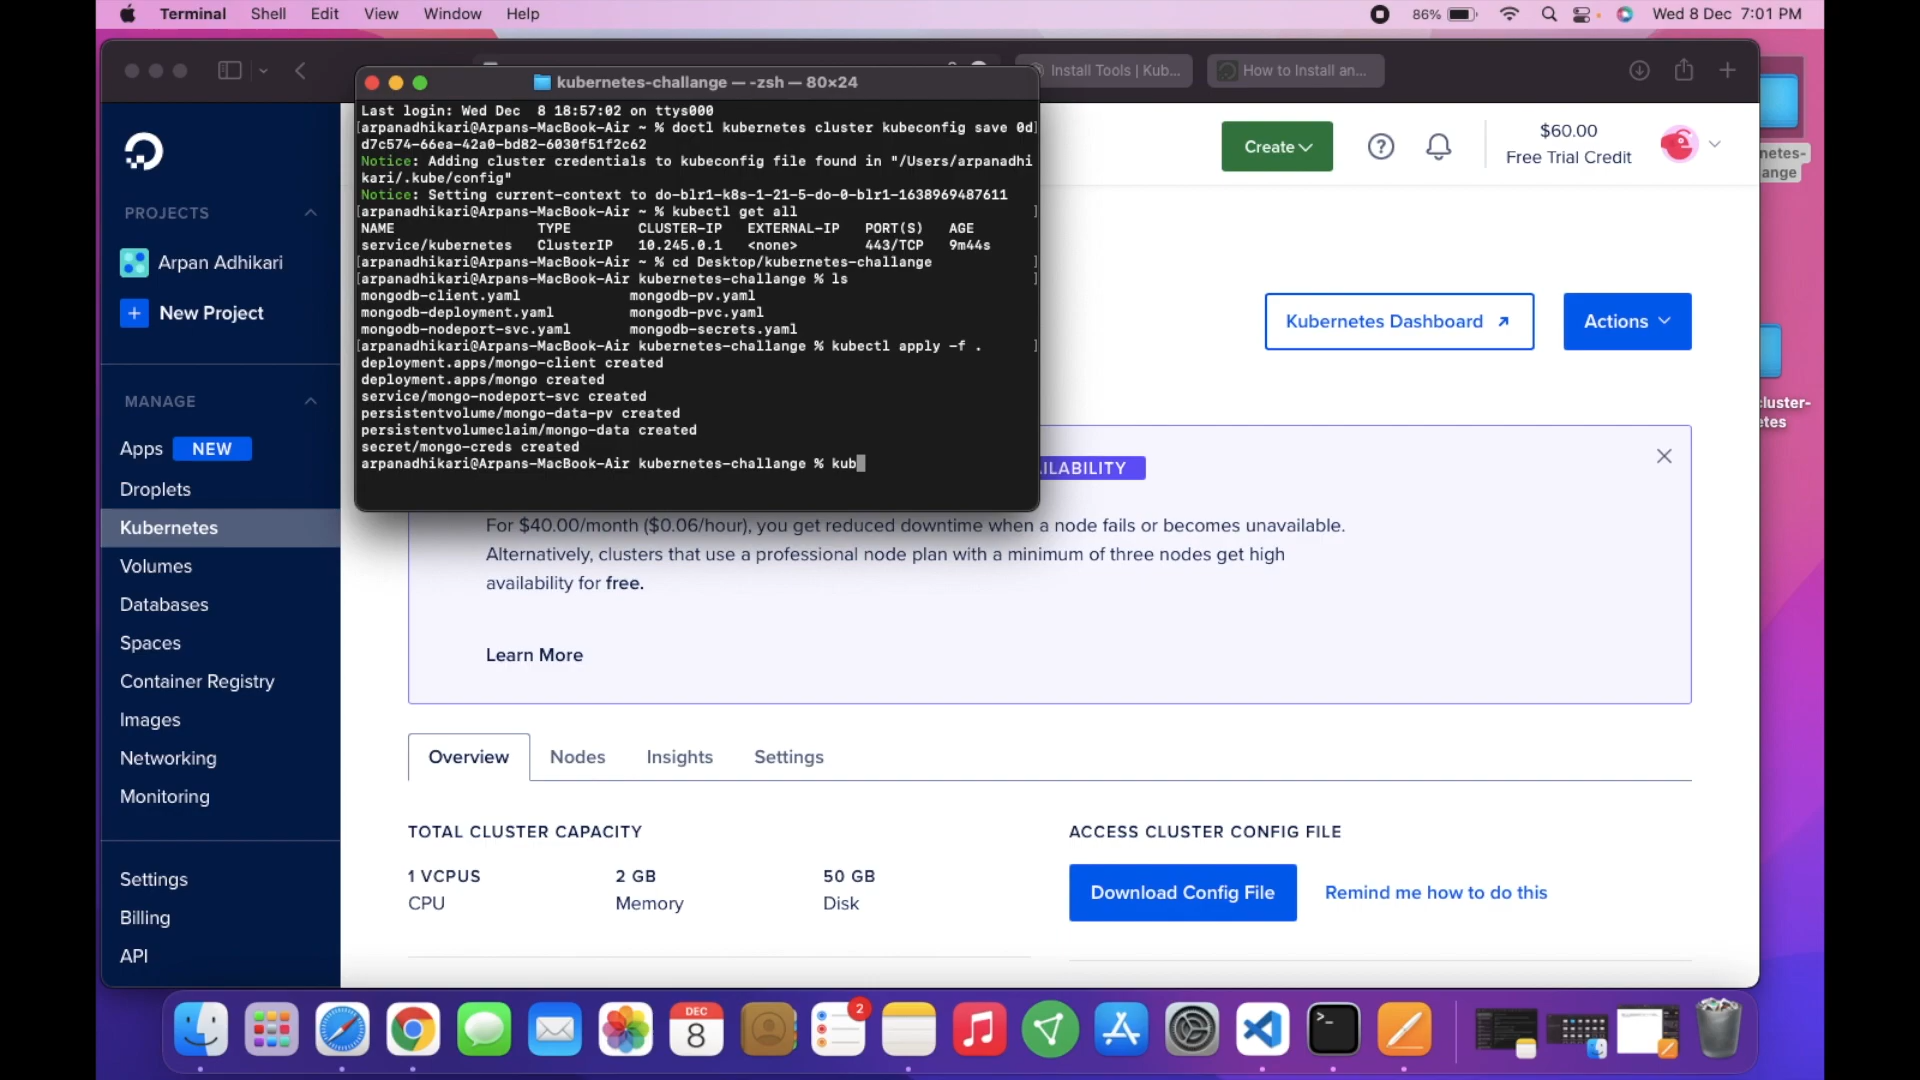 Terminal Shell Edit View Window Help
86% Wed 8 Dec 7:01 PM
Install Tools | Kub...
How to Install an...
kubernetes-challange — -zsh — 80×24
Last login: Wed Dec  8 18:57:02 on ttys000
[arpanadhikari@Arpans-MacBook-Air ~ % doctl kubernetes cluster kubeconfig save 0d]
d7c574-66ea-42a0-bd82-6030f51f2c62
Notice: Adding cluster credentials to kubeconfig file found in "/Users/arpanadhi
kari/.kube/config"
Notice: Setting current-context to do-blr1-k8s-1-21-5-do-0-blr1-1638969487611
[arpanadhikari@Arpans-MacBook-Air ~ % kubectl get all ]
NAME TYPE CLUSTER-IP EXTERNAL-IP PORT(S) AGE
service/kubernetes ClusterIP 10.245.0.1 <none> 443/TCP 9m44s
[arpanadhikari@Arpans-MacBook-Air ~ % cd Desktop/kubernetes-challange ]
[arpanadhikari@Arpans-MacBook-Air kubernetes-challange % ls ]
mongodb-client.yaml mongodb-pv.yaml
mongodb-deployment.yaml mongodb-pvc.yaml
mongodb-nodeport-svc.yaml mongodb-secrets.yaml
[arpanadhikari@Arpans-MacBook-Air kubernetes-challange % kubectl apply -f . ]
deployment.apps/mongo-client created
deployment.apps/mongo created
service/mongo-nodeport-svc created
persistentvolume/mongo-data-pv created
persistentvolumeclaim/mongo-data created
secret/mongo-creds created
arpanadhikari@Arpans-MacBook-Air kubernetes-challange % kub
PROJECTS
Arpan Adhikari
New Project
MANAGE
Apps NEW
Droplets
Kubernetes
Volumes
Databases
Spaces
Container Registry
Images
Networking
Monitoring
Settings
Billing
API
Create
$60.00
Free Trial Credit
netes-
ange
Kubernetes Dashboard
Actions
cluster-
etes
AILABILITY
For $40.00/month ($0.06/hour), you get reduced downtime when a node fails or becomes unavailable.
Alternatively, clusters that use a professional node plan with a minimum of three nodes get high
availability for free.
Learn More
Overview Nodes Insights Settings
TOTAL CLUSTER CAPACITY
1 VCPUS 2 GB 50 GB
CPU Memory Disk
ACCESS CLUSTER CONFIG FILE
Download Config File Remind me how to do this
DEC
8
2